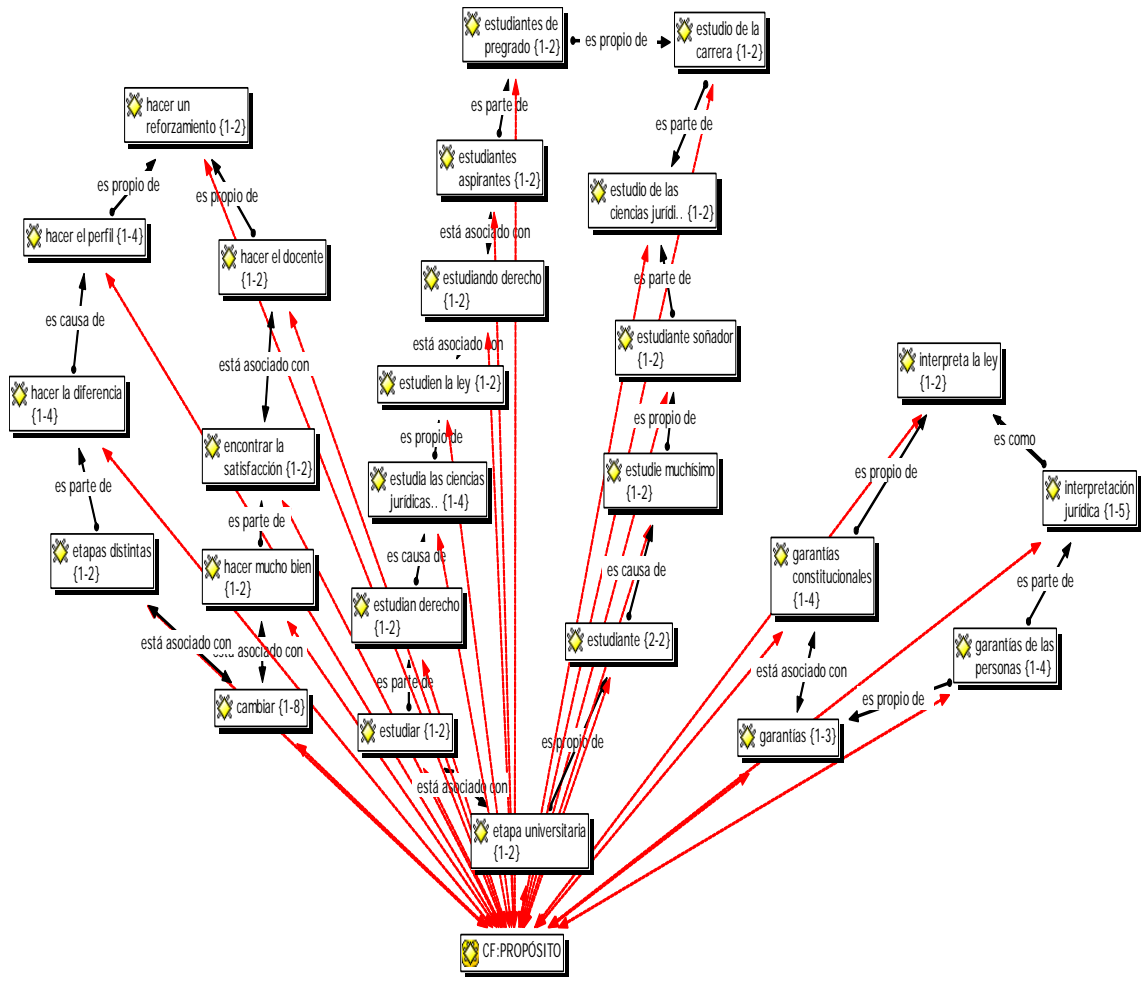 estudiantes de
pregrado {1-2}
es propio de
estudio de la
carrera {1-2}
hacer un
reforzamiento {1-2}
es parte de
es parte de
estudiantes
aspirantes {1-2}
es propio de
es propio de
estudio de las
ciencias jurídi.. {1-2}
hacer el perfil {1-4}
hacer el docente
{1-2}
está asociado con
estudiando derecho
{1-2}
es parte de
es causa de
está asociado con
estudiante soñador
{1-2}
interpreta la ley
{1-2}
está asociado con
estudien la ley {1-2}
hacer la diferencia
{1-4}
es propio de
es como
encontrar la
satisfacción {1-2}
es propio de
es propio de
estudia las ciencias
jurídicas.. {1-4}
estudie muchísimo
{1-2}
interpretación
jurídica {1-5}
es parte de
es parte de
etapas distintas
{1-2}
hacer mucho bien
{1-2}
es causa de
es causa de
garantías
constitucionales
{1-4}
es parte de
estudian derecho
{1-2}
estudiante {2-2}
garantías de las
personas {1-4}
está asociado con
está asociado con
está asociado con
es parte de
es propio de
cambiar {1-8}
estudiar {1-2}
es propio de
garantías {1-3}
está asociado con
etapa universitaria
{1-2}
CF:PROPÓSITO